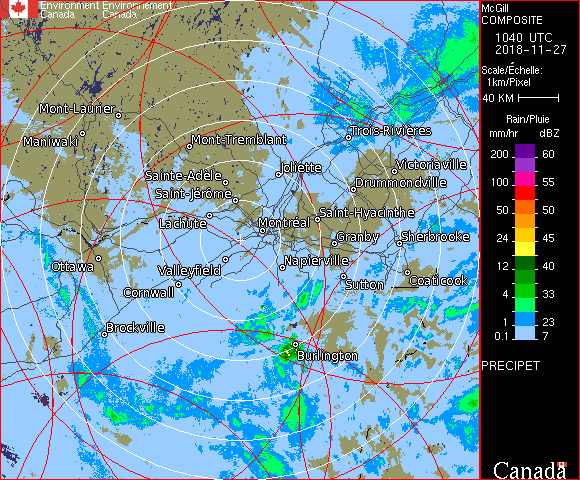 Environment Environnement
Canada Canada
McGill
COMPOSITE
1040 UTC
2018-11-27
Scale/Échelle:
1km/Pixel
40 KM
Rain/Pluie
mm/hr dBZ
200 60
100 55
50 50
24 45
12 40
4 33
1 23
0.1 7
PRECIPET
Canada
Mont-Laurier
Maniwaki
Mont-Tremblant
Trois-Rivières
Joliette
Victoriaville
Sainte-Adèle
Drummondville
Saint-Jérôme
Lachute
Saint-Hyacinthe
Montréal
Granby
Sherbrooke
Ottawa
Valleyfield
Napierville
Cornwall
Sutton
Coaticook
Brockville
Burlington